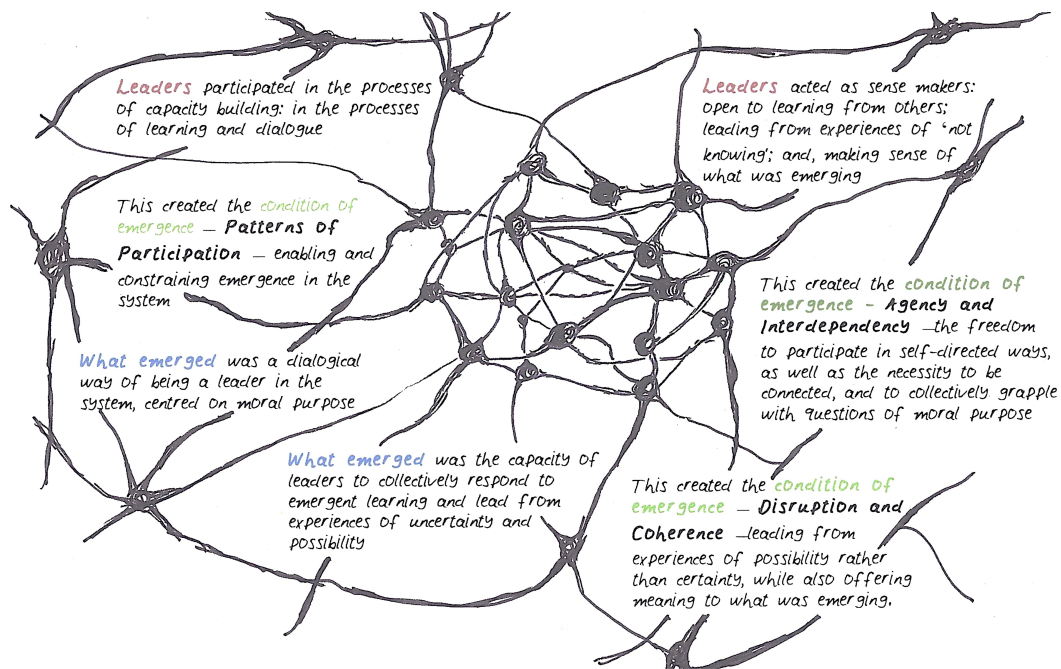 Leaders participated in the processes
of capacity building: in the processes
of learning and dialogue
This created the condition of
emergence – Patterns of
Participation – enabling and
constraining emergence in the
system
What emerged was a dialogical
way of being a leader in the
system, centred on moral purpose
What emerged was the capacity of
leaders to collectively respond to
emergent learning and lead from
experiences of uncertainty and
possibility
Leaders acted as sense makers:
open to learning from others;
leading from experiences of ‘not
knowing’; and, making sense of
what was emerging
This created the condition of
emergence – Agency and
Interdependency –the freedom
to participate in self-directed ways,
as well as the necessity to be
connected, and to collectively grapple
with questions of moral purpose
This created the condition of
emergence – Disruption and
Coherence –leading from
experiences of possibility rather
than certainty, while also offering
meaning to what was emerging.